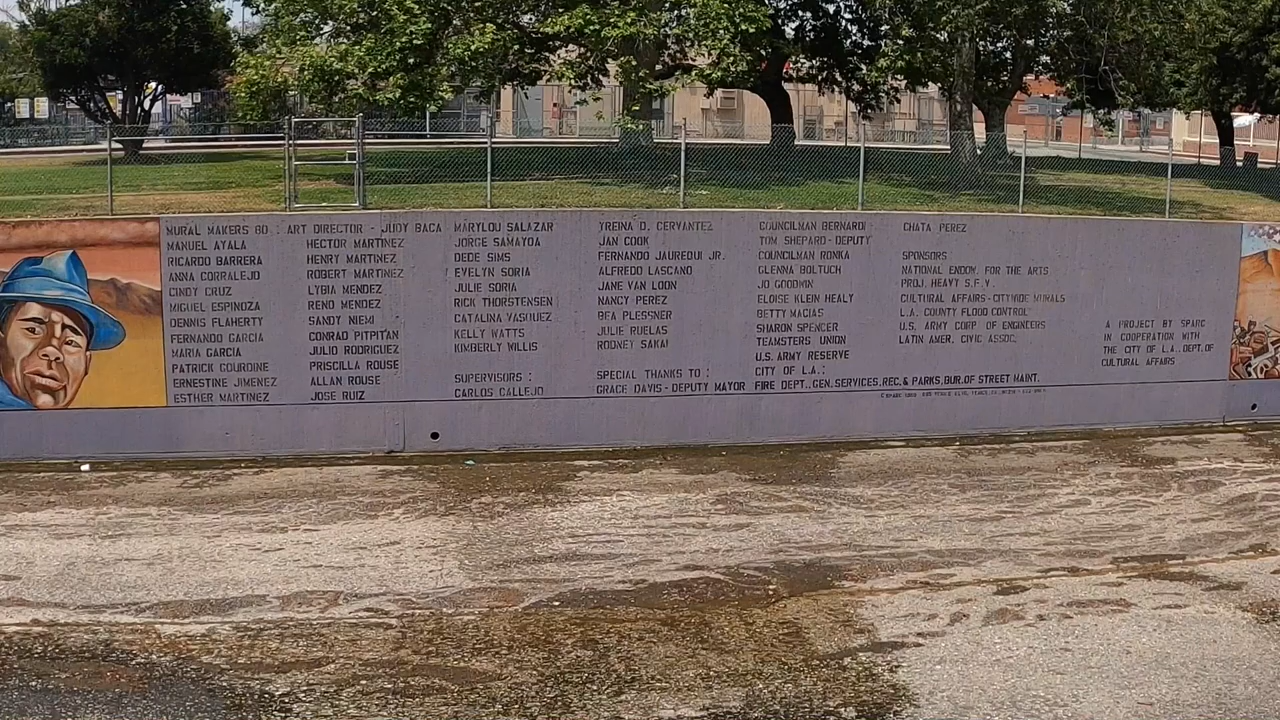 MURAL MAKERS 80 : ART DIRECTOR - JUDY BACA
MANUEL AYALA
RICARDO BARRERA
ANNA CORRALEJO
CINDY CRUZ
MIGUEL ESPINOZA
DENNIS FLAHERTY
FERNANDO GARCIA
MARIA GARCIA
PATRICK GOURDINE
ERNESTINE JIMENEZ
ESTHER MARTINEZ
HECTOR MARTINEZ
HENRY MARTINEZ
ROBERT MARTINEZ
LYBIA MENDEZ
RENO MENDEZ
SANDY NIEMI
CONRAD PITPITAN
JULIO RODRIGUEZ
PRISCILLA ROUSE
ALLAN ROUSE
JOSE RUIZ
MARYLOU SALAZAR
JORGE SAMAYOA
DEDE SIMS
EVELYN SORIA
JULIE SORIA
RICK THORSTENSEN
CATALINA VASQUEZ
KELLY WATTS
KIMBERLY WILLIS
SUPERVISORS :
CARLOS CALLEJO
YREINA D. CERVANTEZ
JAN COOK
FERNANDO JAUREQUI JR.
ALFREDO LASCANO
JANE VAN LOON
NANCY PEREZ
BEA PLESSNER
JULIE RUELAS
RODNEY SAKAI
SPECIAL THANKS TO :
GRACE DAVIS - DEPUTY MAYOR
COUNCILMAN BERNARDI
TOM SHEPARD - DEPUTY
COUNCILMAN RONKA
GLENNA BOLTUCH
JO GOODWIN
ELOISE KLEIN HEALY
BETTY MACIAS
SHARON SPENCER
TEAMSTERS UNION
U.S. ARMY RESERVE
CITY OF L.A.:
FIRE DEPT., GEN. SERVICES, REC. & PARKS, BUR. OF STREET MAINT.
CHATA PEREZ
SPONSORS
NATIONAL ENDOW. FOR THE ARTS
PROJ. HEAVY S.F.V.
CULTURAL AFFAIRS - CITYWIDE MURALS
L.A. COUNTY FLOOD CONTROL
U.S. ARMY CORP OF ENGINEERS
LATIN AMER. CIVIC ASSOC.
A PROJECT BY SPARC
IN COOPERATION WITH
THE CITY OF L.A. DEPT. OF
CULTURAL AFFAIRS